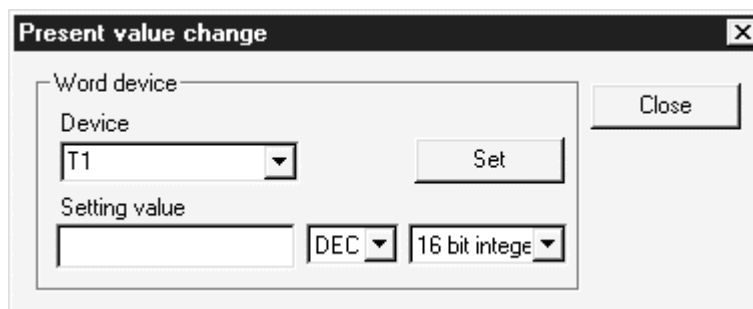 Present value change
Word device
Close
Device
T1
Set
Setting value
DEC
16 bit intege